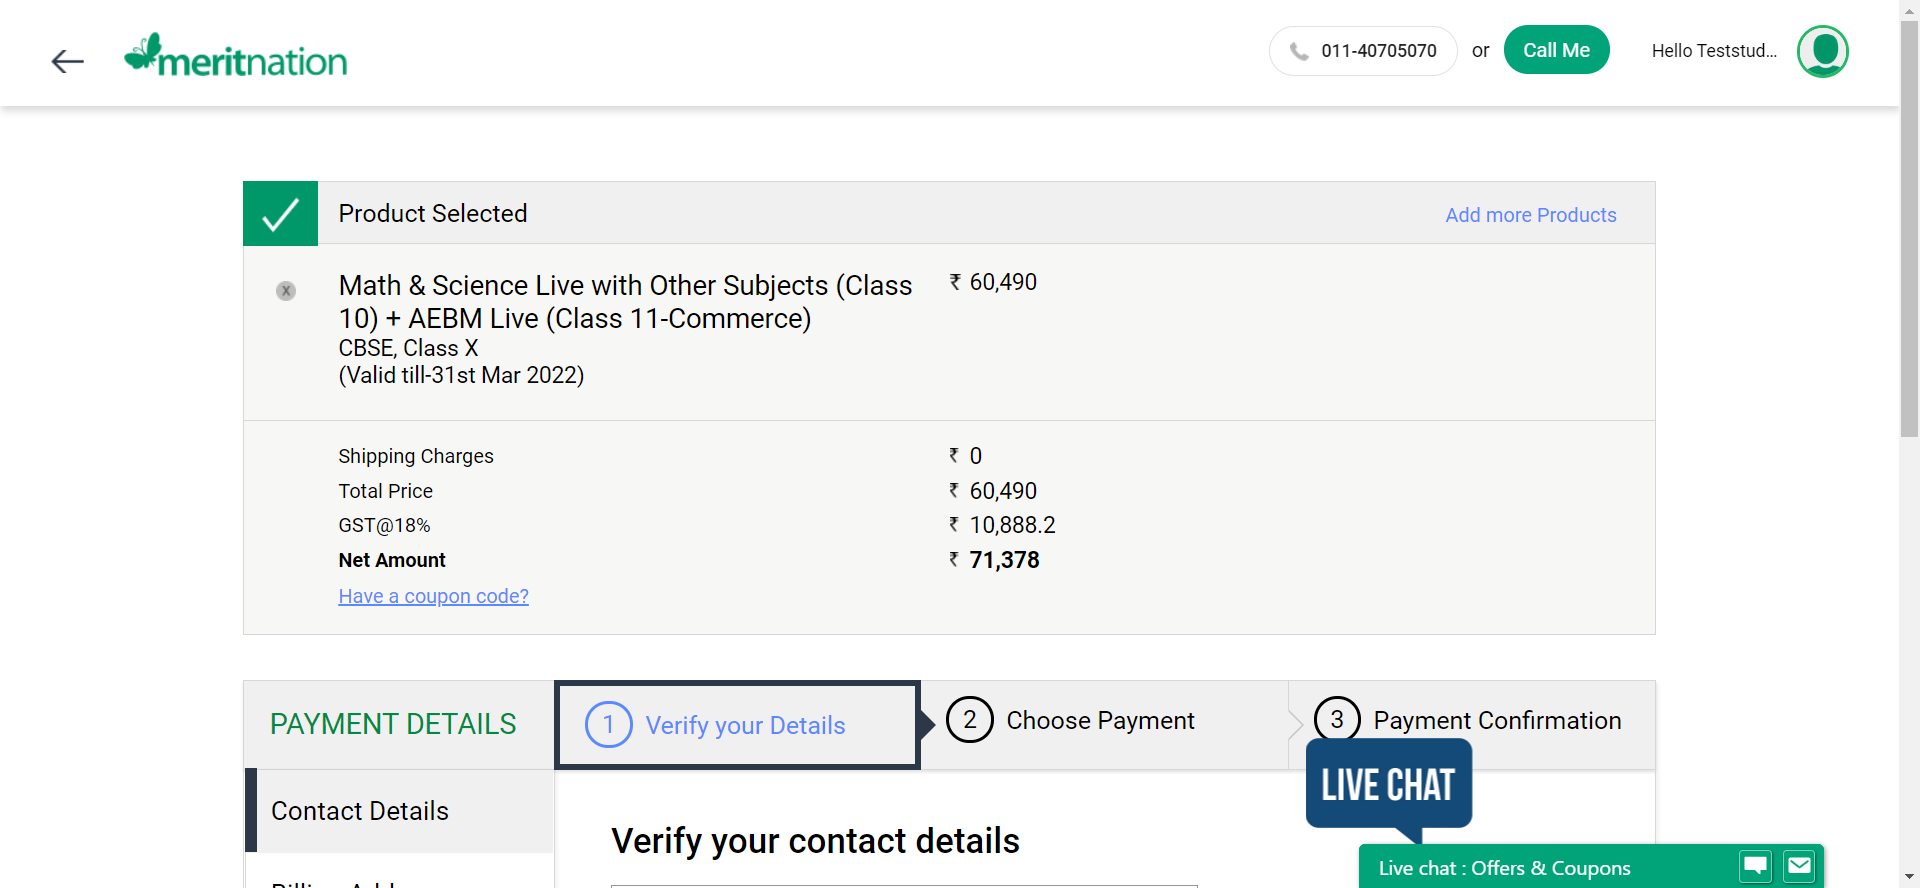 meritnation
011-40705070
or
Call Me
Hello Teststud...
Product Selected
Add more Products
X
Math & Science Live with Other Subjects (Class
10) + AEBM Live (Class 11-Commerce)
CBSE, Class X
(Valid till-31st Mar 2022)
₹ 60,490
Shipping Charges ₹ 0
Total Price ₹ 60,490
GST@18% ₹ 10,888.2
Net Amount ₹ 71,378
Have a coupon code?
PAYMENT DETAILS
1 Verify your Details
2 Choose Payment
3 Payment Confirmation
LIVE CHAT
Contact Details
Verify your contact details
Live chat : Offers & Coupons